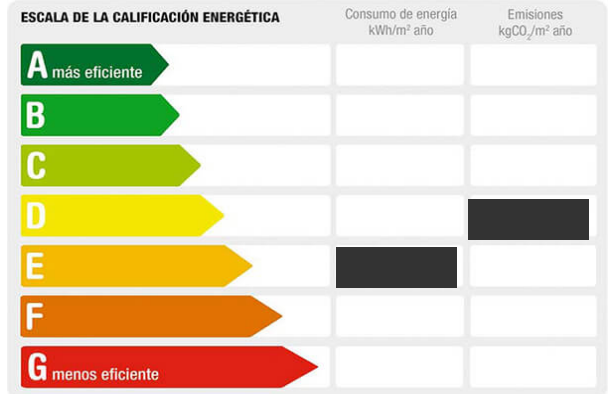 ESCALA DE LA CALIFICACIÓN ENERGÉTICA
Consumo de energía
kWh/m² año
Emisiones
kgCO₂/m² año
A más eficiente
B
C
D
E
F
G menos eficiente